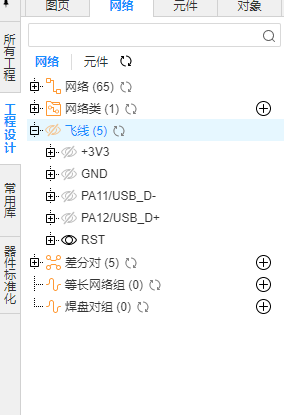 图页 网络 元件 对象
所有工程
工程设计
常用库
器件标准化
网络 元件
网络 (65)
网络类 (1)
飞线 (5)
+3V3
GND
PA11/USB_D-
PA12/USB_D+
RST
差分对 (5)
等长网络组 (0)
焊盘对组 (0)